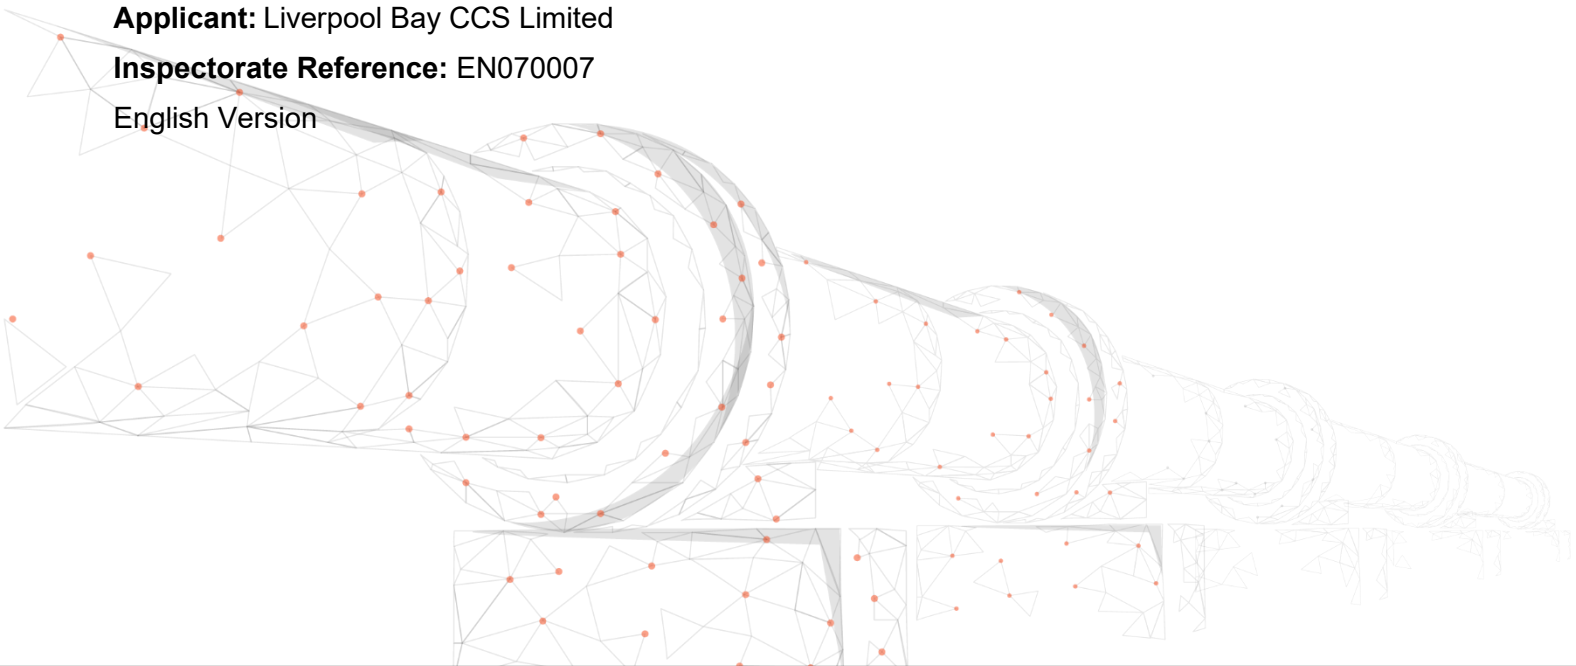 Applicant: Liverpool Bay CCS Limited
Inspectorate Reference: EN070007
English Version